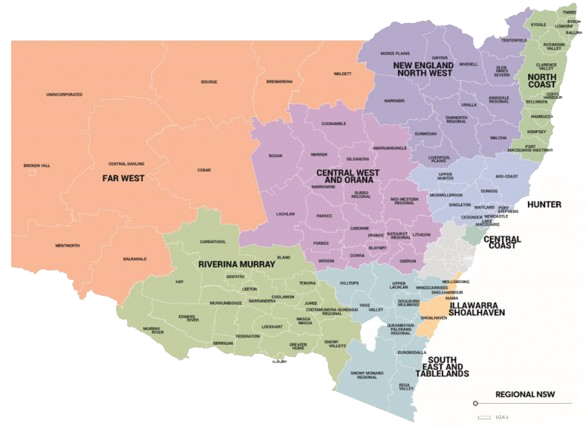 TWEED
KYOGLE
BYRON
LISMORE
BALLINA
TENTERFIELD
RICHMOND
VALLEY
MOREE PLAINS
GWYDIR
INVERELL
GLEN
INNES
SEVERN
CLARENCE
VALLEY
NEW ENGLAND
NORTH WEST
NORTH
COAST
WALGETT
BOURKE
BREWARRINA
UNINCORPORATED
NARRABRI
URALLA
ARMIDALE
REGIONAL
COFFS
HARBOUR
BELLINGEN
TAMWORTH
REGIONAL
NAMBUCCA
COONAMBLE
GUNNEDAH
WALCHA
KEMPSEY
PORT
MACQUARIE-HASTINGS
BOGAN
WARREN
WARRUMBUNGLE
GILGANDRA
LIVERPOOL
PLAINS
BROKEN HILL
CENTRAL DARLING
COBAR
FAR WEST
CENTRAL WEST
AND ORANA
UPPER
HUNTER
MID-COAST
NARROMINE
DUBBO
REGIONAL
MID-WESTERN
REGIONAL
MUSWELLBROOK
DUNGOG
SINGLETON
MAITLAND
PORT
STEPHENS
HUNTER
LACHLAN
PARKES
CESSNOCK
NEWCASTLE
LAKE
MACQUARIE
CABONNE
ORANGE
BATHURST
REGIONAL
LITHGOW
CENTRAL
COAST
WENTWORTH
BALRANALD
CARRATHOOL
FORBES
BLAYNEY
WEDDIN
COWRA
OBERON
BLAND
RIVERINA MURRAY
HAY
GRIFFITH
LEETON
TEMORA
HILLTOPS
UPPER
LACHLAN
WINGECARRIBEE
WOLLONGONG
SHELLHARBOUR
KIAMA
MURRUMBIDGEE
NARRANDERA
COOLAMON
JUNEE
COOTAMUNDRA-GUNDAGAI
REGIONAL
YASS
VALLEY
GOULBURN
MULWAREE
ILLAWARRA
SHOALHAVEN
SHOALHAVEN
MURRAY
RIVER
EDWARD
RIVER
LOCKHART
WAGGA
WAGGA
QUEANBEYAN-
PALERANG
REGIONAL
BERRIGAN
FEDERATION
GREATER
HUME
SNOWY
VALLEYS
ALBURY
EUROBODALLA
SNOWY MONARO
REGIONAL
BEGA
VALLEY
SOUTH
EAST AND
TABLELANDS
REGIONAL NSW
LGA's